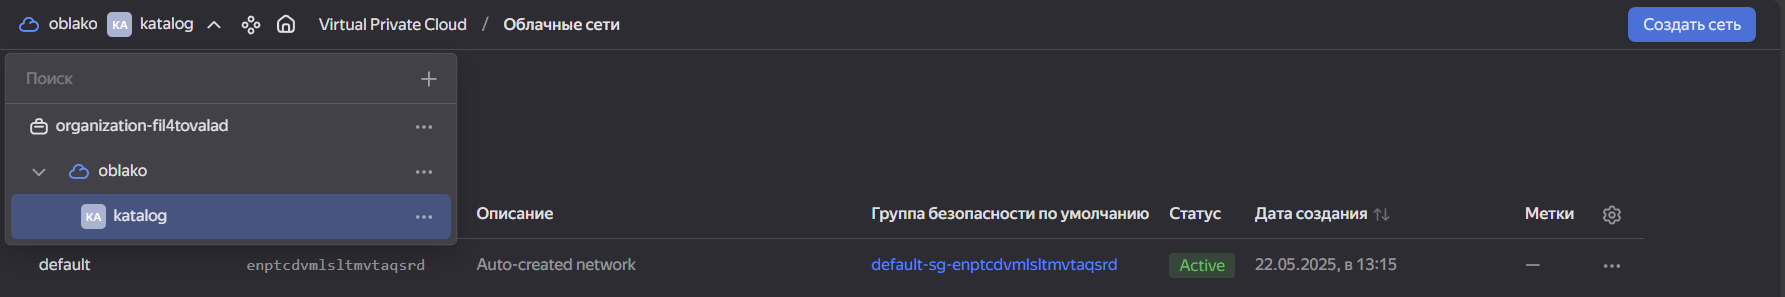 oblako KA katalog Virtual Private Cloud / Облачные сети Создать сеть
Поиск
organization-fil4tovalad
oblako
KA katalog
Описание Группа безопасности по умолчанию Статус Дата создания Метки
default enptcdvmlsltmvtaqsrd Auto-created network default-sg-enptcdvmlsltmvtaqsrd Active 22.05.2025, в 13:15 —